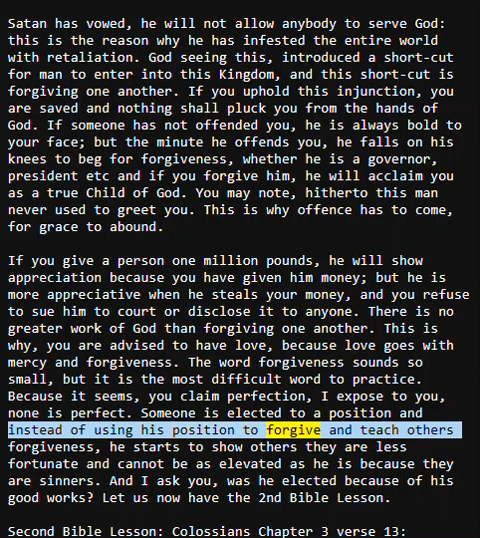 Satan has vowed, he will not allow anybody to serve God:
this is the reason why he has infested the entire world
with retaliation. God seeing this, introduced a short-cut
for man to enter into this Kingdom, and this short-cut is
forgiving one another. If you uphold this injunction, you
are saved and nothing shall pluck you from the hands of
God. If someone has not offended you, he is always bold to
your face; but the minute he offends you, he falls on his
knees to beg for forgiveness, whether he is a governor,
president etc and if you forgive him, he will acclaim you
as a true Child of God. You may note, hitherto this man
never used to greet you. This is why offence has to come,
for grace to abound.
If you give a person one million pounds, he will show
appreciation because you have given him money; but he is
more appreciative when he steals your money, and you refuse
to sue him to court or disclose it to anyone. There is no
greater work of God than forgiving one another. This is
why, you are advised to have love, because love goes with
mercy and forgiveness. The word forgiveness sounds so
small, but it is the most difficult word to practice.
Because it seems, you claim perfection, I expose to you,
none is perfect. Someone is elected to a position and
instead of using his position to forgive and teach others
forgiveness, he starts to show others they are less
fortunate and cannot be as elevated as he is because they
are sinners. And I ask you, was he elected because of his
good works? Let us now have the 2nd Bible Lesson.
Second Bible Lesson: Colossians Chapter 3 verse 13: